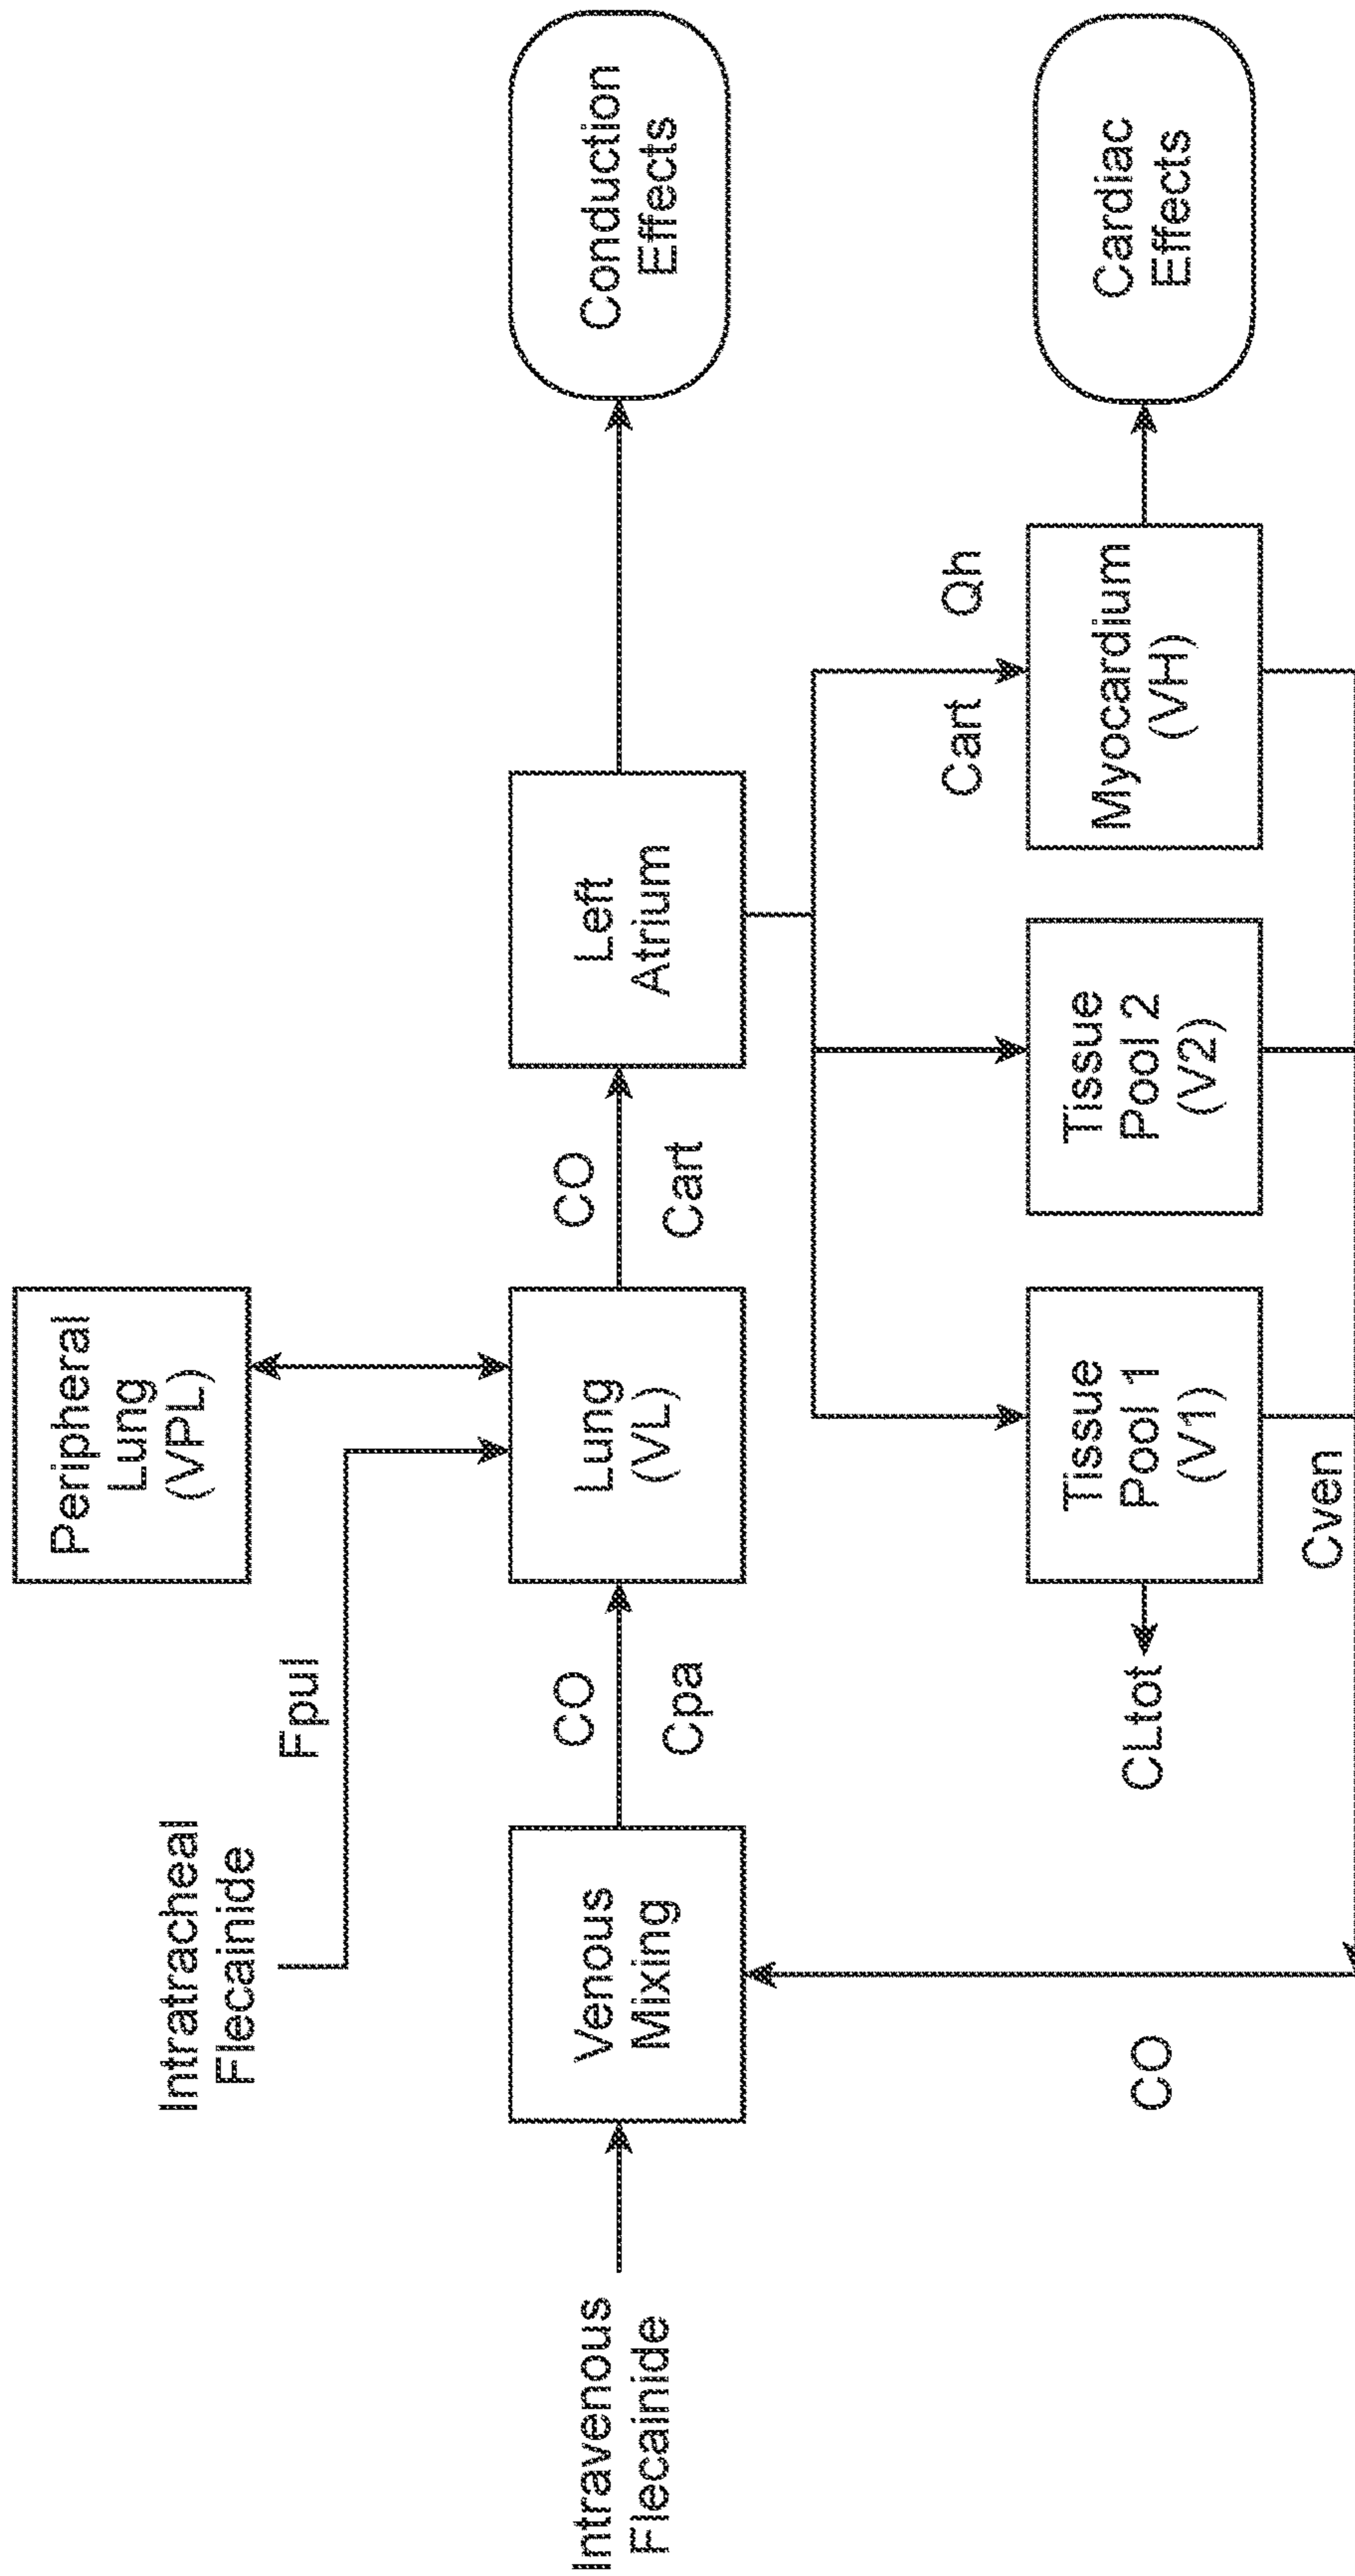 Intratracheal
Flecainide
Fpul
Peripheral
Lung
(VPL)
Intravenous
Flecainide
Venous
Mixing
CO
Cpa
Lung
(VL)
CO
Cart
Left
Atrium
Conduction
Effects
CO
CLtot
Tissue
Pool 1
(V1)
Cven
Tissue
Pool 2
(V2)
Cart
Qh
Myocardium
(VH)
Cardiac
Effects